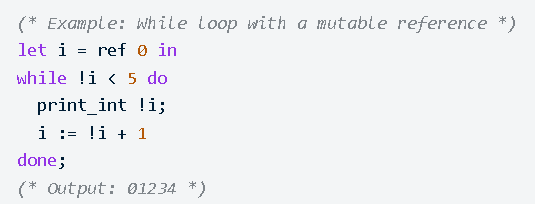 (* Example: While loop with a mutable reference *)
let i = ref 0 in
while !i < 5 do
  print_int !i;
  i := !i + 1
done;
(* Output: 01234 *)